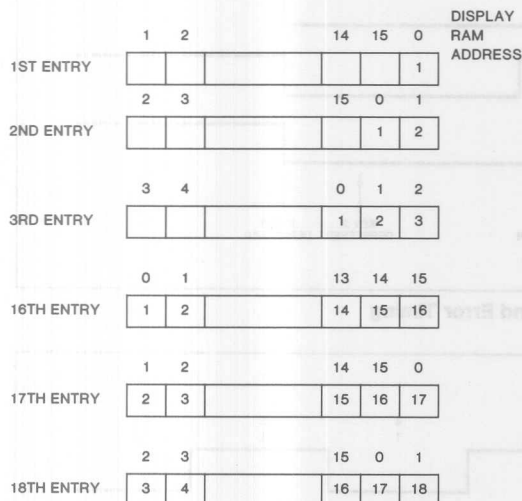 DISPLAY
1 2 14 15 0 RAM
ADDRESS
1ST ENTRY 1
2 3 15 0 1
2ND ENTRY 1 2
3 4 0 1 2
3RD ENTRY 1 2 3
0 1 13 14 15
16TH ENTRY 1 2 14 15 16
1 2 14 15 0
17TH ENTRY 2 3 15 16 17
2 3 15 0 1
18TH ENTRY 3 4 16 17 18